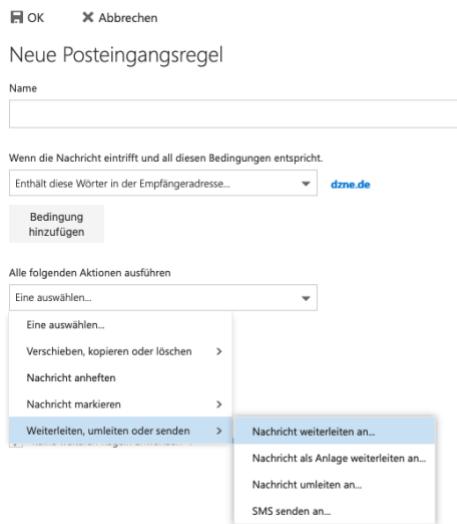 OK
Abbrechen
Neue Posteingangsregel
Name
Wenn die Nachricht eintrifft und all diesen Bedingungen entspricht.
Enthält diese Wörter in der Empfängeradresse... dzne.de
Bedingung
hinzufügen
Alle folgenden Aktionen ausführen
Eine auswählen...
Eine auswählen...
Verschieben, kopieren oder löschen
Nachricht anheften
Nachricht markieren
Weiterleiten, umleiten oder senden
Nachricht weiterleiten an...
Nachricht als Anlage weiterleiten an...
Nachricht umleiten an...
SMS senden an...